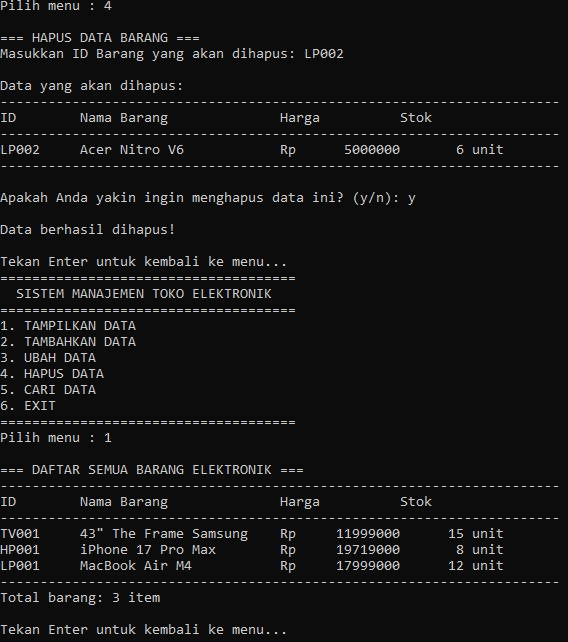 Pilih menu : 4
=== HAPUS DATA BARANG ===
Masukkan ID Barang yang akan dihapus: LP002
Data yang akan dihapus:
----------------------------------------------------------------------
ID        Nama Barang              Harga          Stok
----------------------------------------------------------------------
LP002     Acer Nitro V6            Rp      5000000       6 unit
----------------------------------------------------------------------
Apakah Anda yakin ingin menghapus data ini? (y/n): y
Data berhasil dihapus!
Tekan Enter untuk kembali ke menu...
=====================================
  SISTEM MANAJEMEN TOKO ELEKTRONIK
=====================================
1. TAMPILKAN DATA
2. TAMBAHKAN DATA
3. UBAH DATA
4. HAPUS DATA
5. CARI DATA
6. EXIT
=====================================
Pilih menu : 1
=== DAFTAR SEMUA BARANG ELEKTRONIK ===
----------------------------------------------------------------------
ID        Nama Barang              Harga          Stok
----------------------------------------------------------------------
TV001     43" The Frame Samsung    Rp     11999000      15 unit
HP001     iPhone 17 Pro Max        Rp     19719000       8 unit
LP001     MacBook Air M4           Rp     17999000      12 unit
----------------------------------------------------------------------
Total barang: 3 item
Tekan Enter untuk kembali ke menu...